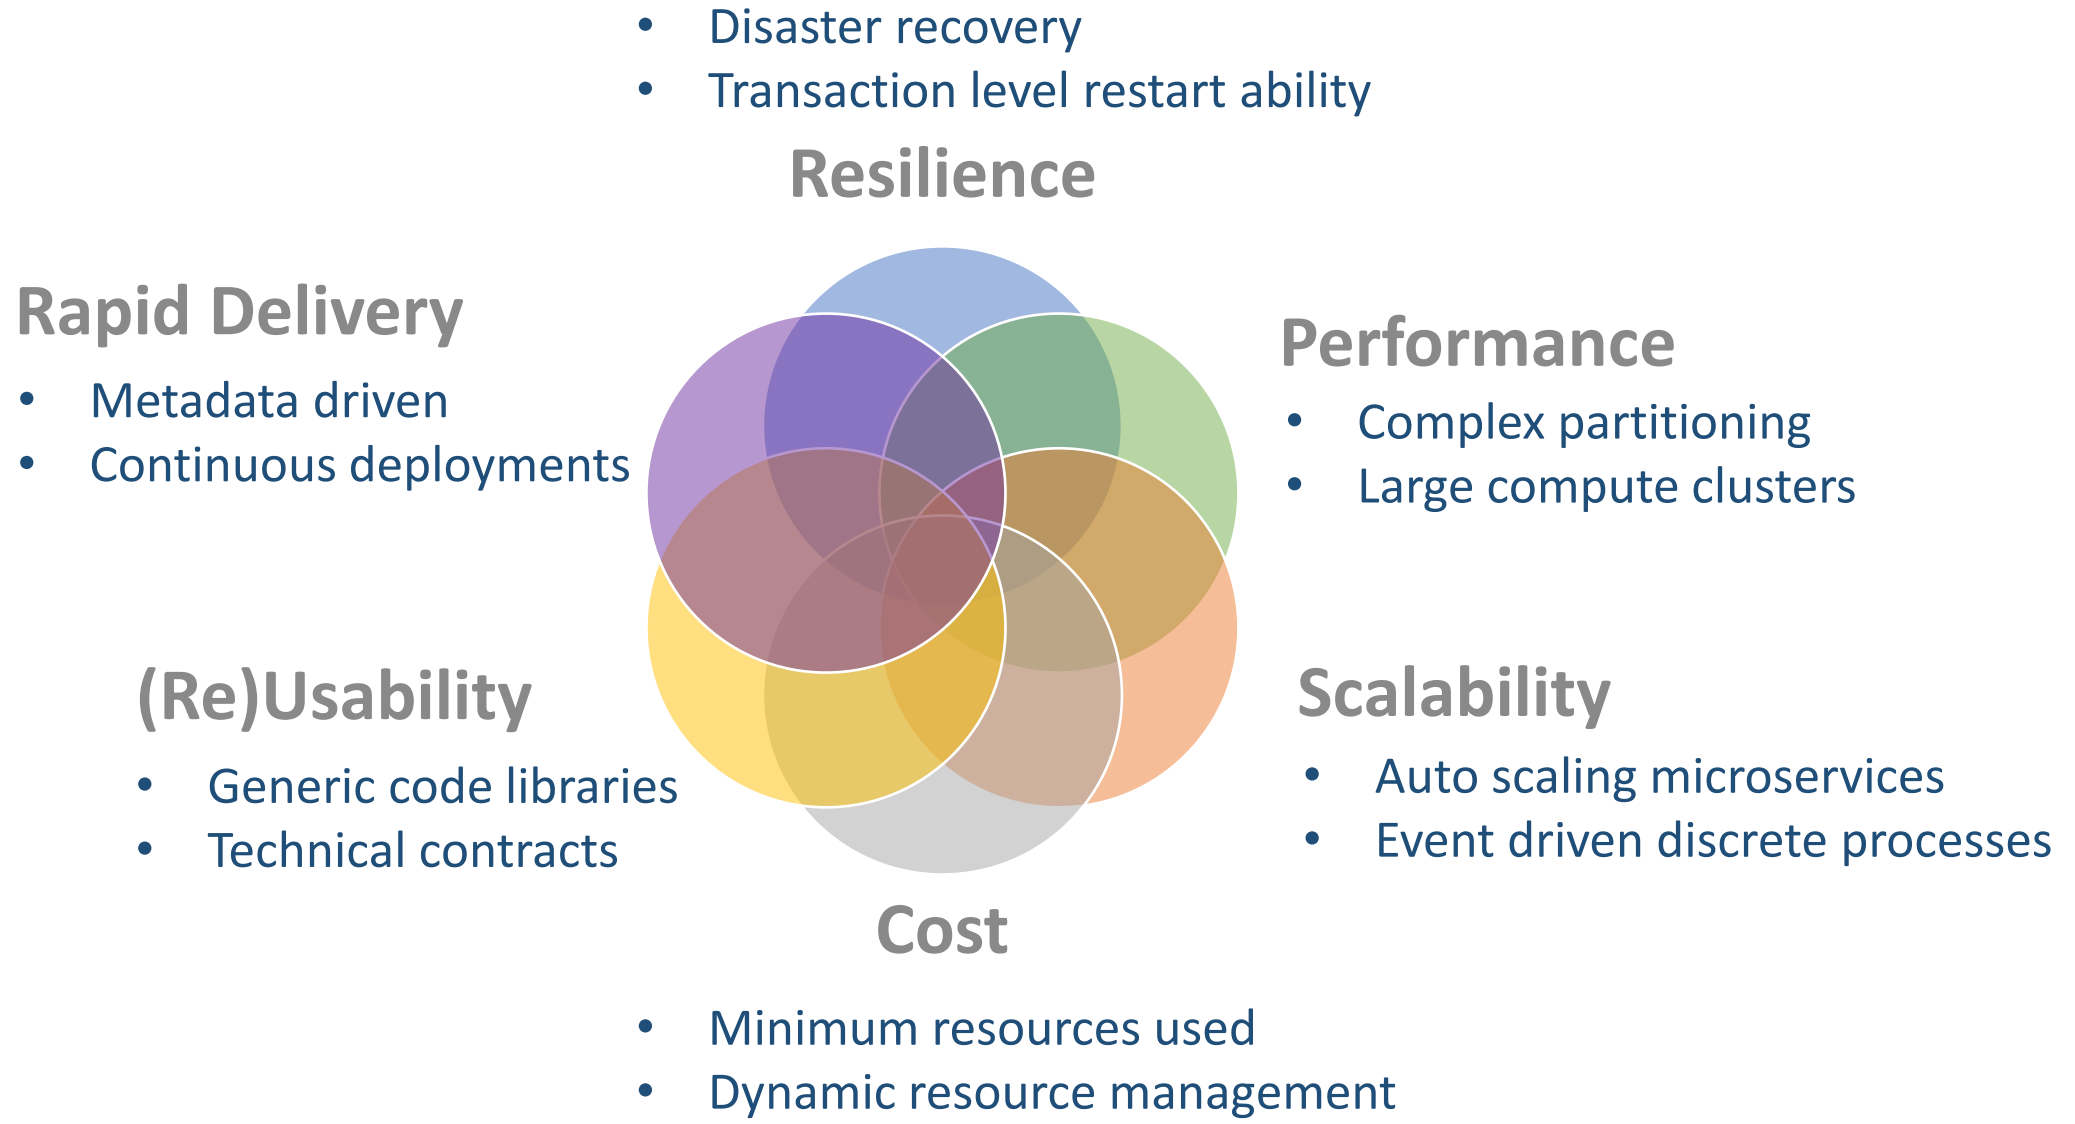 • Disaster recovery
• Transaction level restart ability
Resilience
Rapid Delivery
• Metadata driven
• Continuous deployments
Performance
• Complex partitioning
• Large compute clusters
(Re)Usability
• Generic code libraries
• Technical contracts
Scalability
• Auto scaling microservices
• Event driven discrete processes
Cost
• Minimum resources used
• Dynamic resource management